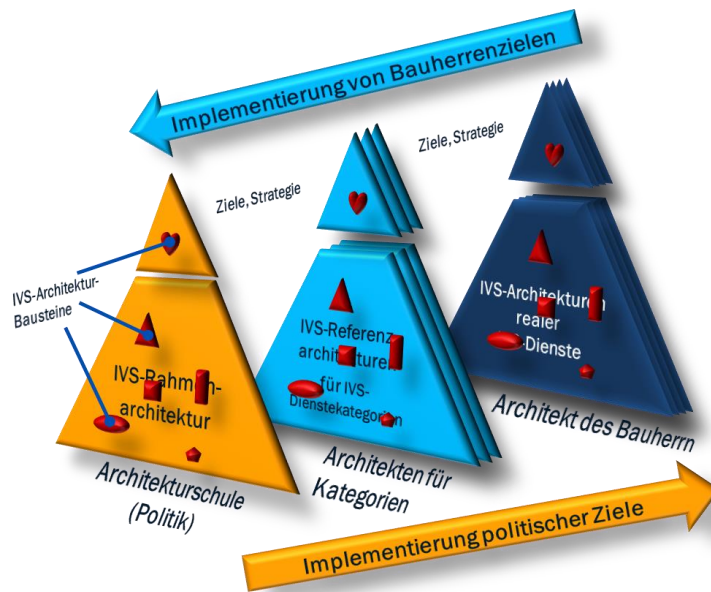 Implementierung von Bauherrenzielen
Ziele, Strategie
Ziele, Strategie
IVS-Architektur-
Bausteine
IVS-Rahmen-
architektur
IVS-Referenz-
architekturen
für IVS-
Dienstekategorien
IVS-Architekturen
realer
-Dienste
Architekturschule
(Politik)
Architekten für
Kategorien
Architekt des Bauherrn
Implementierung politischer Ziele